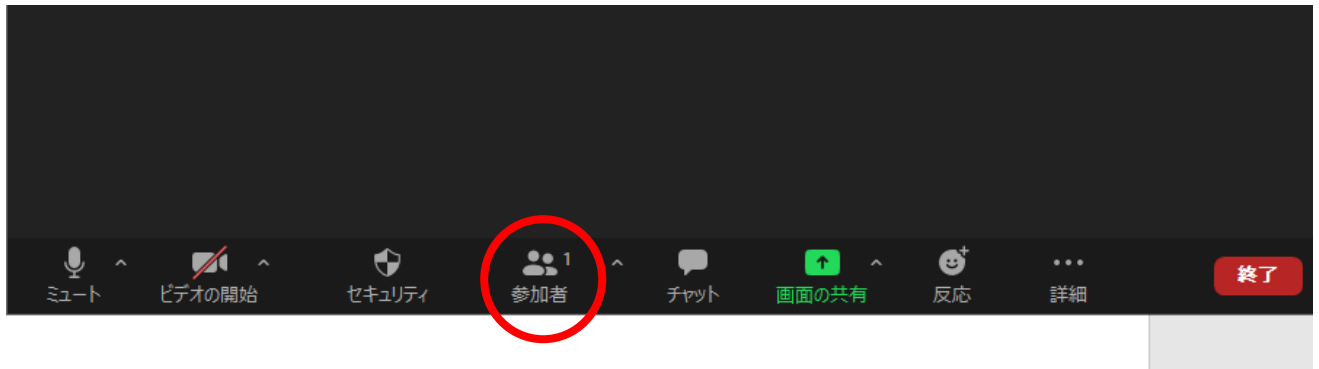 1
ミュート
ビデオの開始
セキュリティ
参加者
チャット
画面の共有
反応
詳細
終了